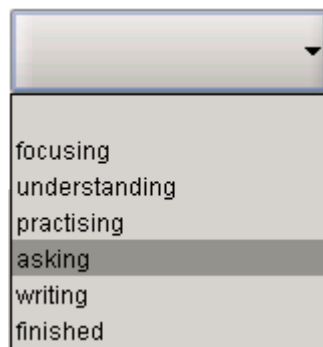 focusing
understanding
practising
asking
writing
finished